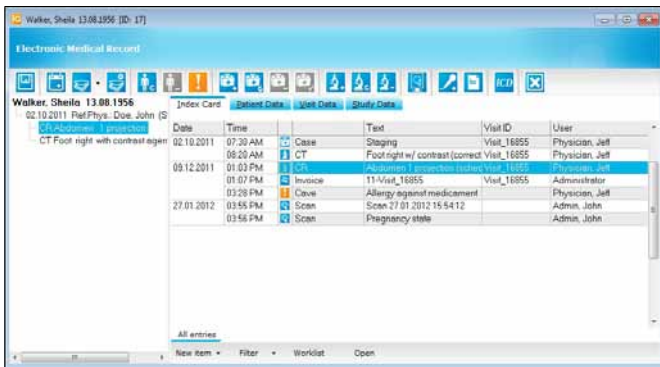 Walker, Sheila 13.08.1956 [ID: 17]
Electronic Medical Record
ICD
Walker, Sheila 13.08.1956
02.10.2011 Ref.Phys.: Doe, John (S
CR Abdomen 1 projection
CT Foot right with contrast agen
Index Card Patient Data Visit Data Study Data
Date Time Text Visit ID User
02.10.2011 07:30 AM Case Staging Visit_16855 Physician, Jeff
08:20 AM CT Foot right w/ contrast (correct Visit_16855 Physician, Jeff
09.12.2011 01:03 PM CR Abdomen 1 projection (sched Visit_16855 Physician, Jeff
01:07 PM Invoice 11-Visit_16855 Visit_16855 Administrator
03:28 PM Cave Allergy against medicament Physician, Jeff
27.01.2012 03:55 PM Scan Scan 27.01.2012 15:54:12 Admin, John
03:56 PM Scan Pregnancy state Admin, John
All entries
New item Filter Worklist Open